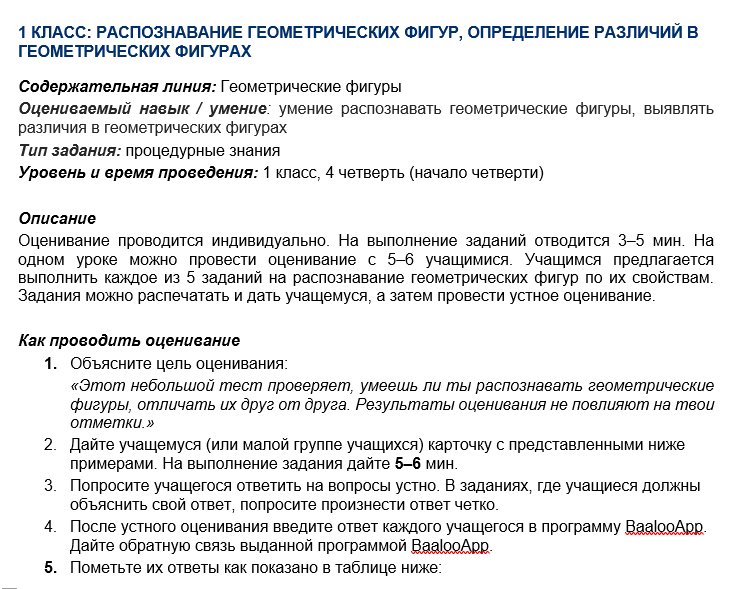 1 КЛАСС: РАСПОЗНАВАНИЕ ГЕОМЕТРИЧЕСКИХ ФИГУР, ОПРЕДЕЛЕНИЕ РАЗЛИЧИЙ В
ГЕОМЕТРИЧЕСКИХ ФИГУРАХ
Содержательная линия: Геометрические фигуры
Оцениваемый навык / умение: умение распознавать геометрические фигуры, выявлять
различия в геометрических фигурах
Тип задания: процедурные знания
Уровень и время проведения: 1 класс, 4 четверть (начало четверти)
Описание
Оценивание проводится индивидуально. На выполнение заданий отводится 3–5 мин. На
одном уроке можно провести оценивание с 5–6 учащимися. Учащимся предлагается
выполнить каждое из 5 заданий на распознавание геометрических фигур по их свойствам.
Задания можно распечатать и дать учащемуся, а затем провести устное оценивание.
Как проводить оценивание
1. Объясните цель оценивания:
«Этот небольшой тест проверяет, умеешь ли ты распознавать геометрические
фигуры, отличать их друг от друга. Результаты оценивания не повлияют на твои
отметки.»
2. Дайте учащемуся (или малой группе учащихся) карточку с представленными ниже
примерами. На выполнение задания дайте 5–6 мин.
3. Попросите учащегося ответить на вопросы устно. В заданиях, где учащиеся должны
объяснить свой ответ, попросите произнести ответ четко.
4. После устного оценивания введите ответ каждого учащегося в программу BaalooApp.
Дайте обратную связь выданной программой BaalooApp.
5. Пометьте их ответы как показано в таблице ниже: